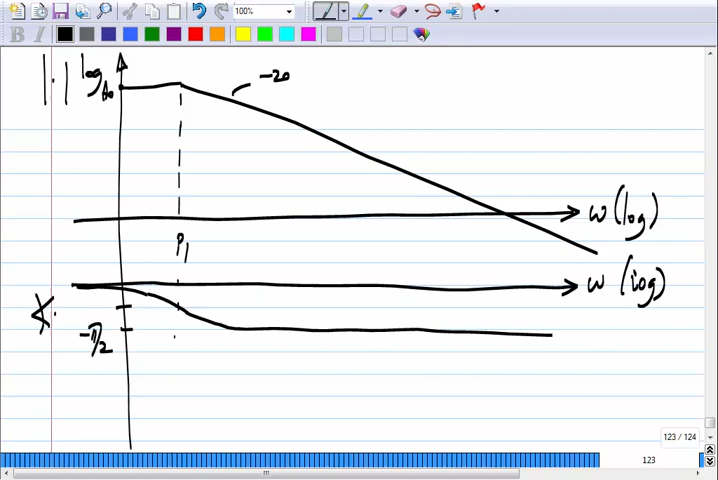 100%
B I
|·| log
A₀
-20
ω (log)
P₁
ω (log)
∢·
-π/2
123 / 124
123